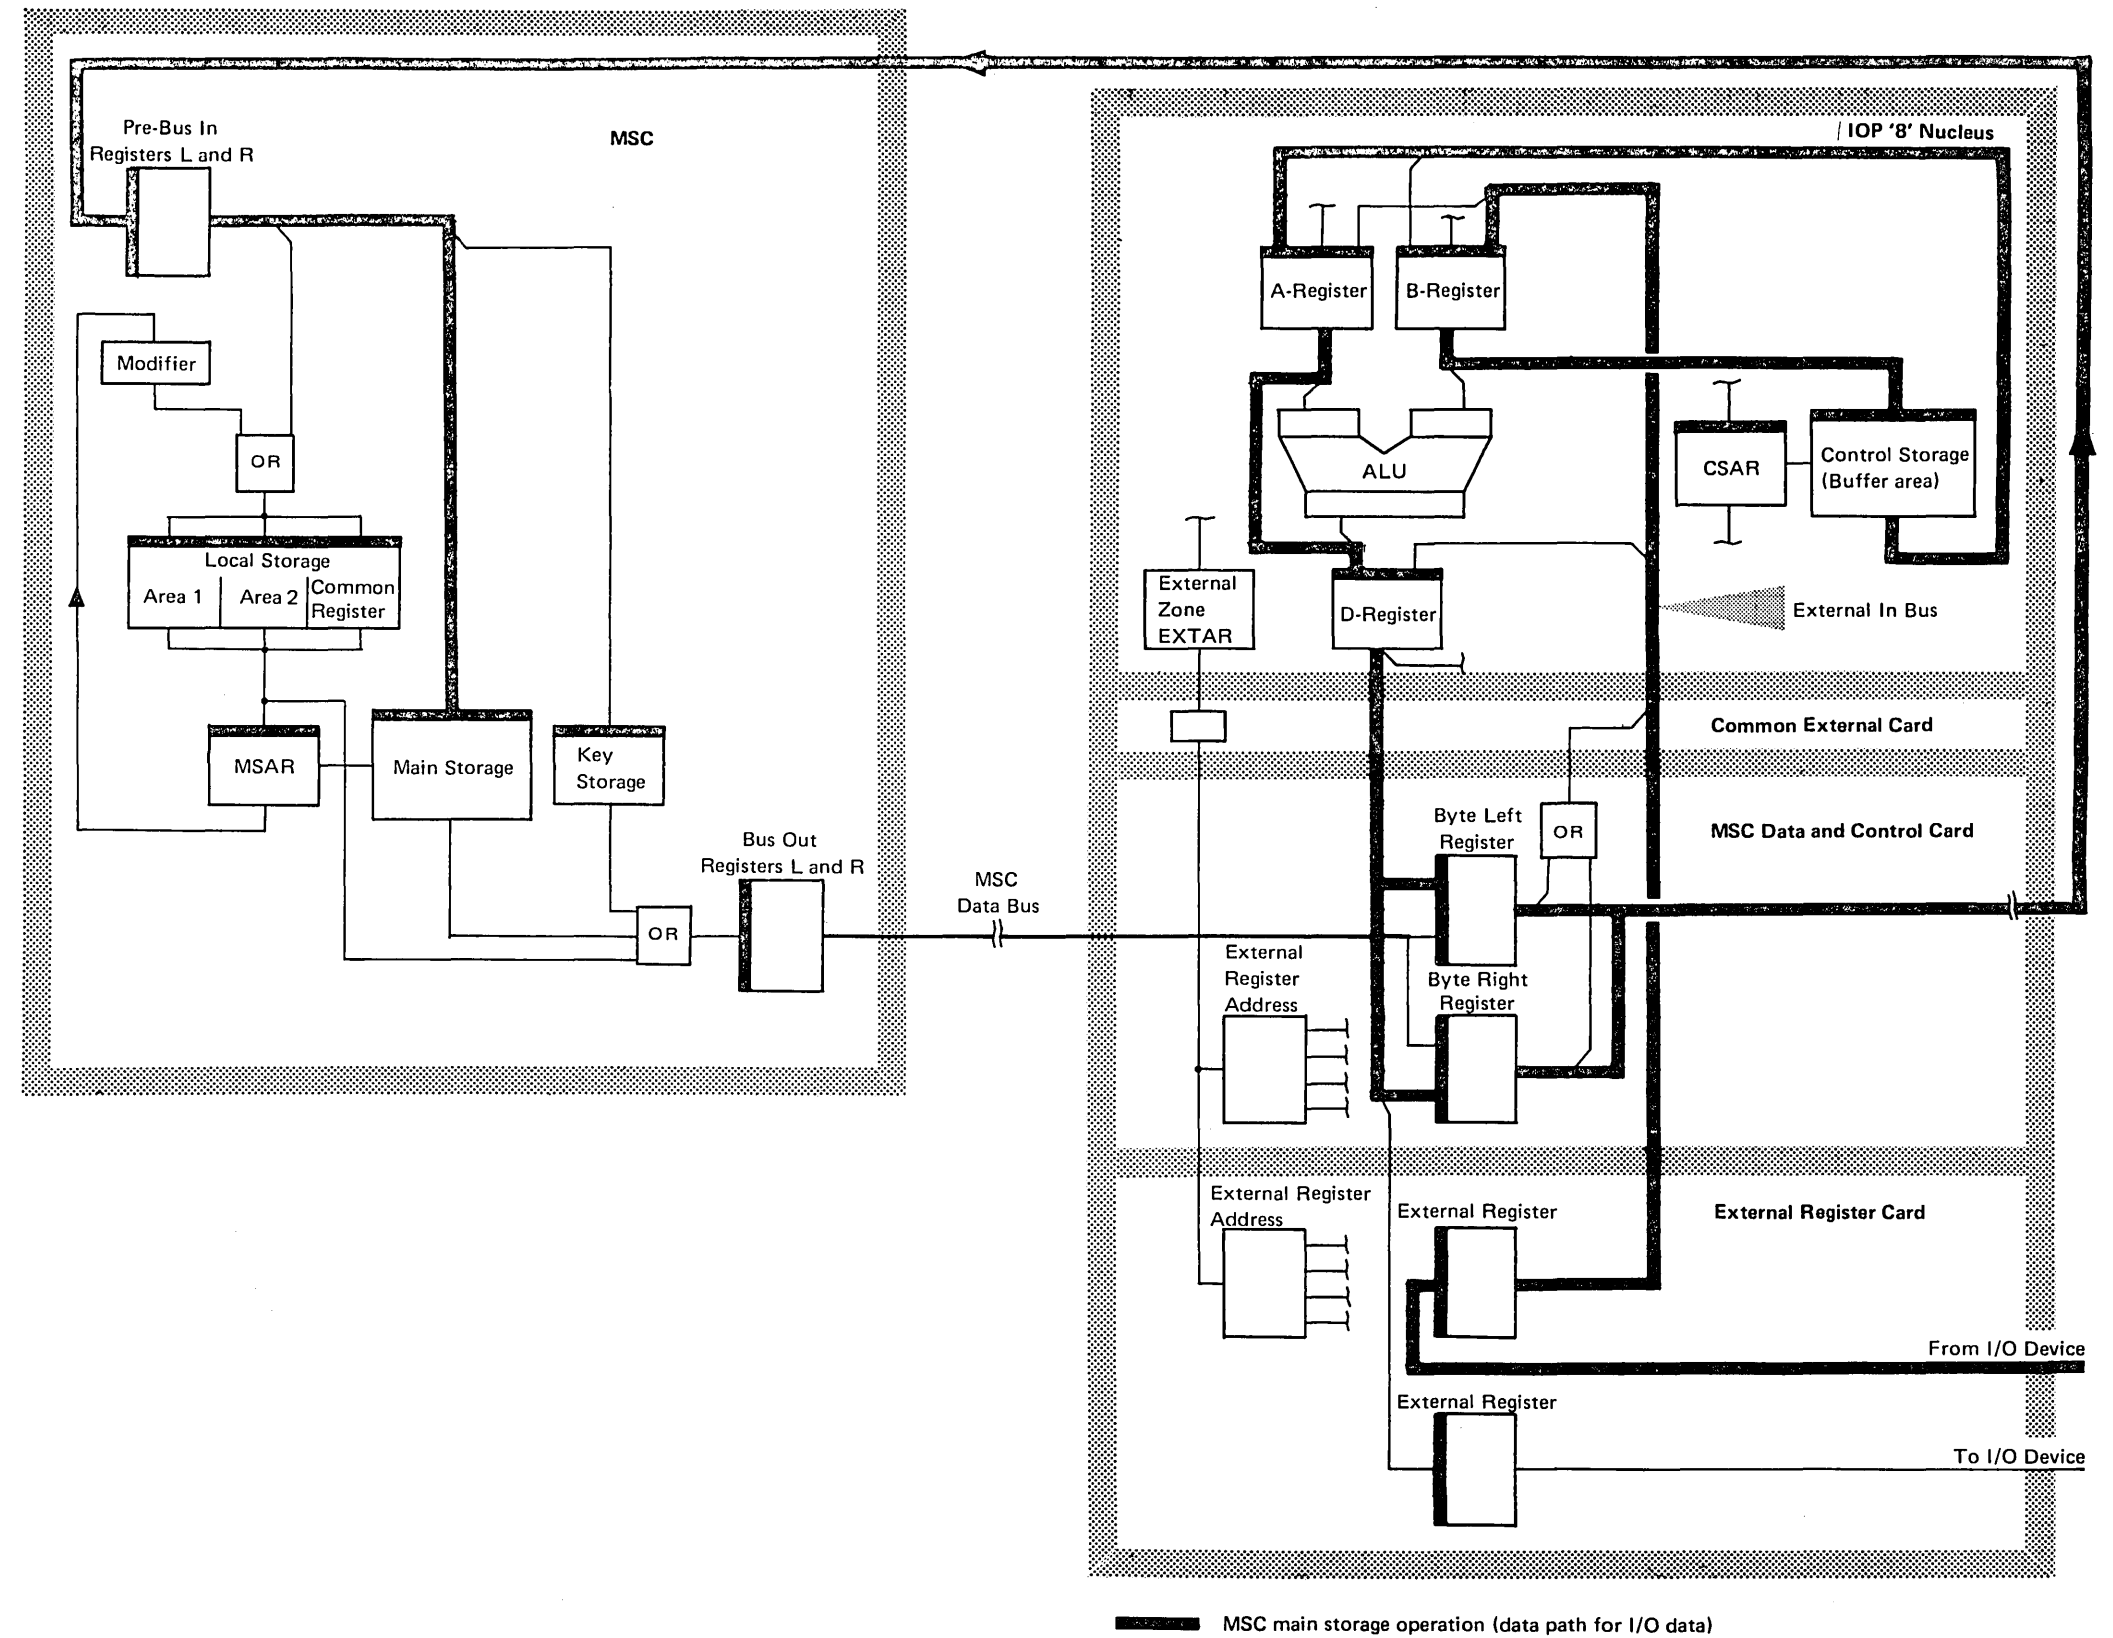 Pre-Bus In
Registers L and R
MSC
Modifier
OR
Local Storage
Area 1
Area 2
Common
Register
MSAR
Main Storage
Key
Storage
Bus Out
Registers L and R
OR
MSC
Data Bus
IOP '8' Nucleus
A-Register
B-Register
ALU
CSAR
Control Storage
(Buffer area)
External
Zone
EXTAR
D-Register
External In Bus
Common External Card
MSC Data and Control Card
Byte Left
Register
OR
External
Register
Address
Byte Right
Register
External Register
Address
External Register
External Register Card
From I/O Device
External Register
To I/O Device
MSC main storage operation (data path for I/O data)